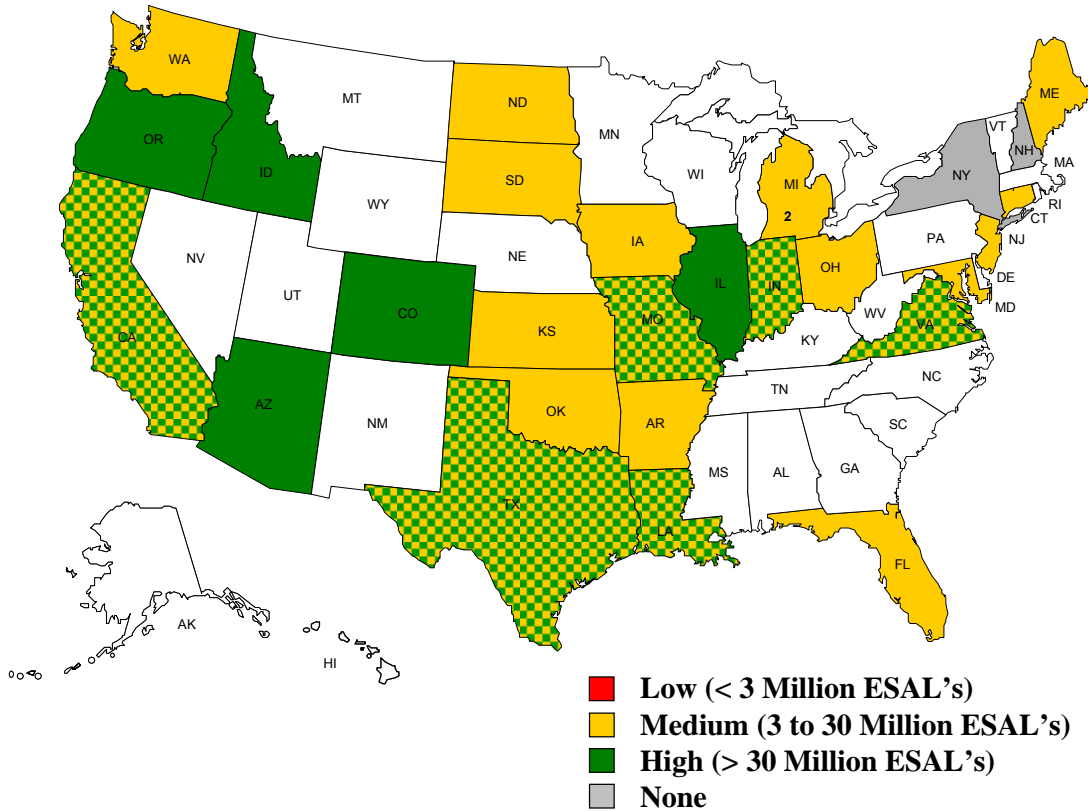 WA
MT
ND
MN
ME
VT
NH
MA
OR
ID
SD
WI
MI
NY
RI
CT
WY
2
IA
PA
NJ
NV
NE
OH
DE
UT
IL
IN
MD
CO
WV
CA
KS
MO
VA
KY
NC
AZ
TN
NM
OK
AR
SC
MS
AL
GA
TX
LA
FL
AK
HI
Low (< 3 Million ESAL's)
Medium (3 to 30 Million ESAL's)
High (> 30 Million ESAL's)
None